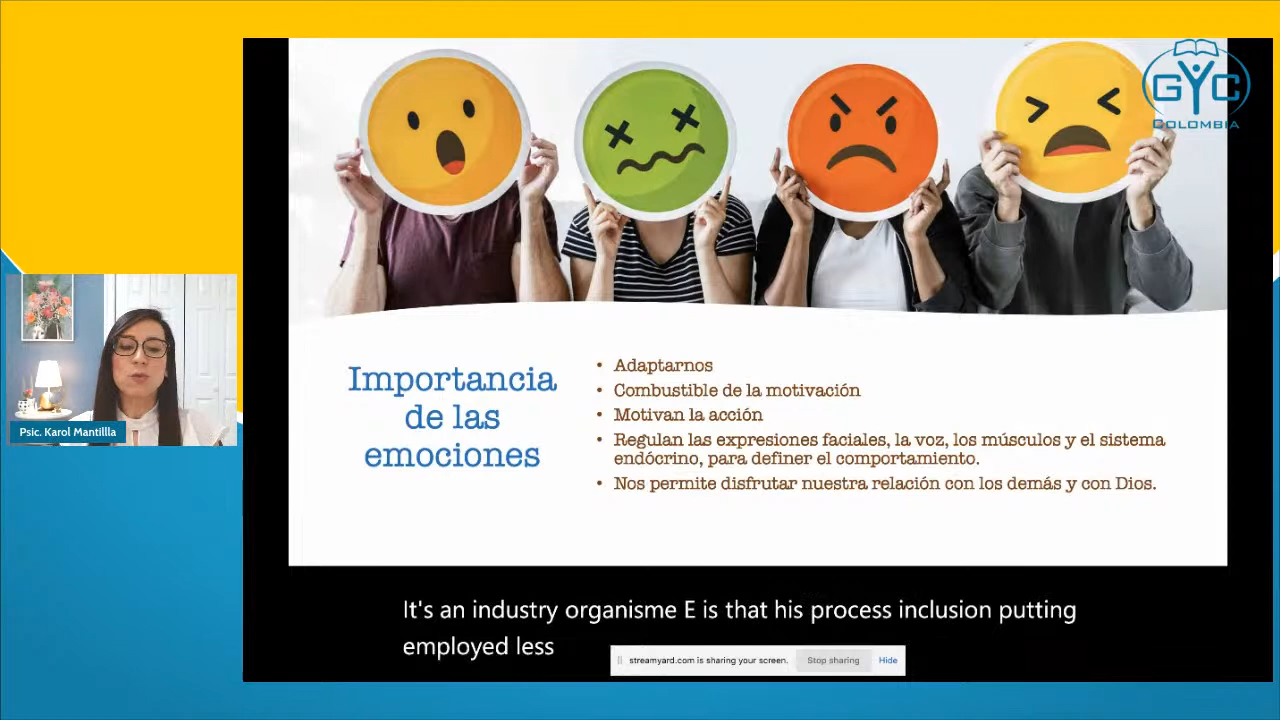 GYC
COLOMBIA
Importancia
de las
emociones
• Adaptarnos
• Combustible de la motivación
• Motivan la acción
• Regulan las expresiones faciales, la voz, los músculos y el sistema
endócrino, para definer el comportamiento.
• Nos permite disfrutar nuestra relación con los demás y con Dios.
Psic. Karol Mantillla
It's an industry organisme E is that his process inclusion putting
employed less
streamyard.com is sharing your screen.
Stop sharing
Hide